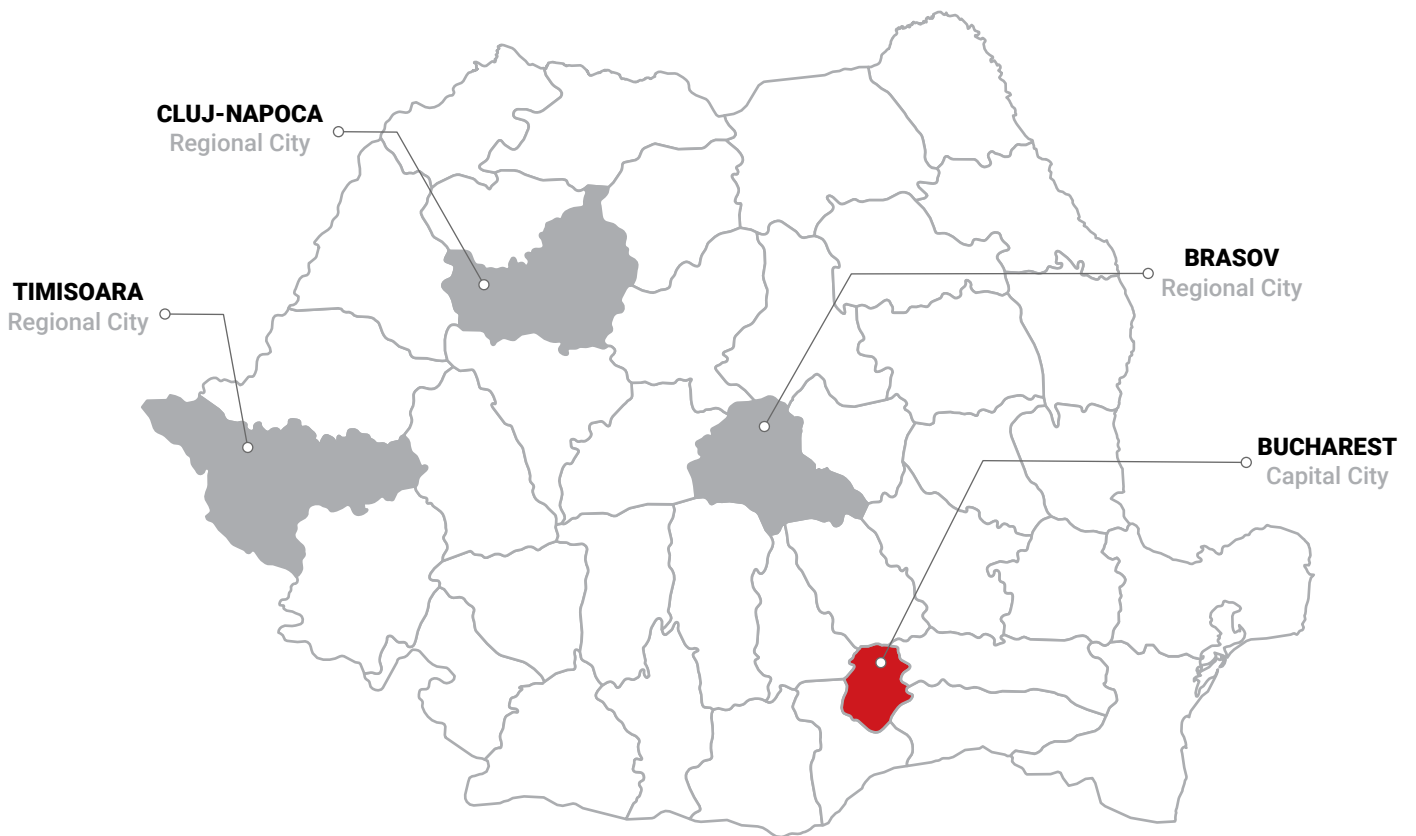 CLUJ-NAPOCA
Regional City
TIMISOARA
Regional City
BRASOV
Regional City
BUCHAREST
Capital City